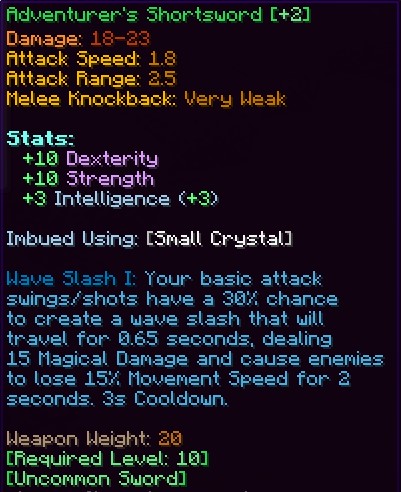 Adventurer's Shortsword [+2]
Damage: 18-23
Attack Speed: 1.8
Attack Range: 2.5
Melee Knockback: Very Weak
Stats:
+10 Dexterity
+10 Strength
+3 Intelligence (+3)
Imbued Using: [Small Crystal]
Wave Slash I: Your basic attack
swings/shots have a 30% chance
to create a wave slash that will
travel for 0.65 seconds, dealing
15 Magical Damage and cause enemies
to lose 15% Movement Speed for 2
seconds. 3s Cooldown.
Weapon Weight: 20
[Required Level: 10]
[Uncommon Sword]